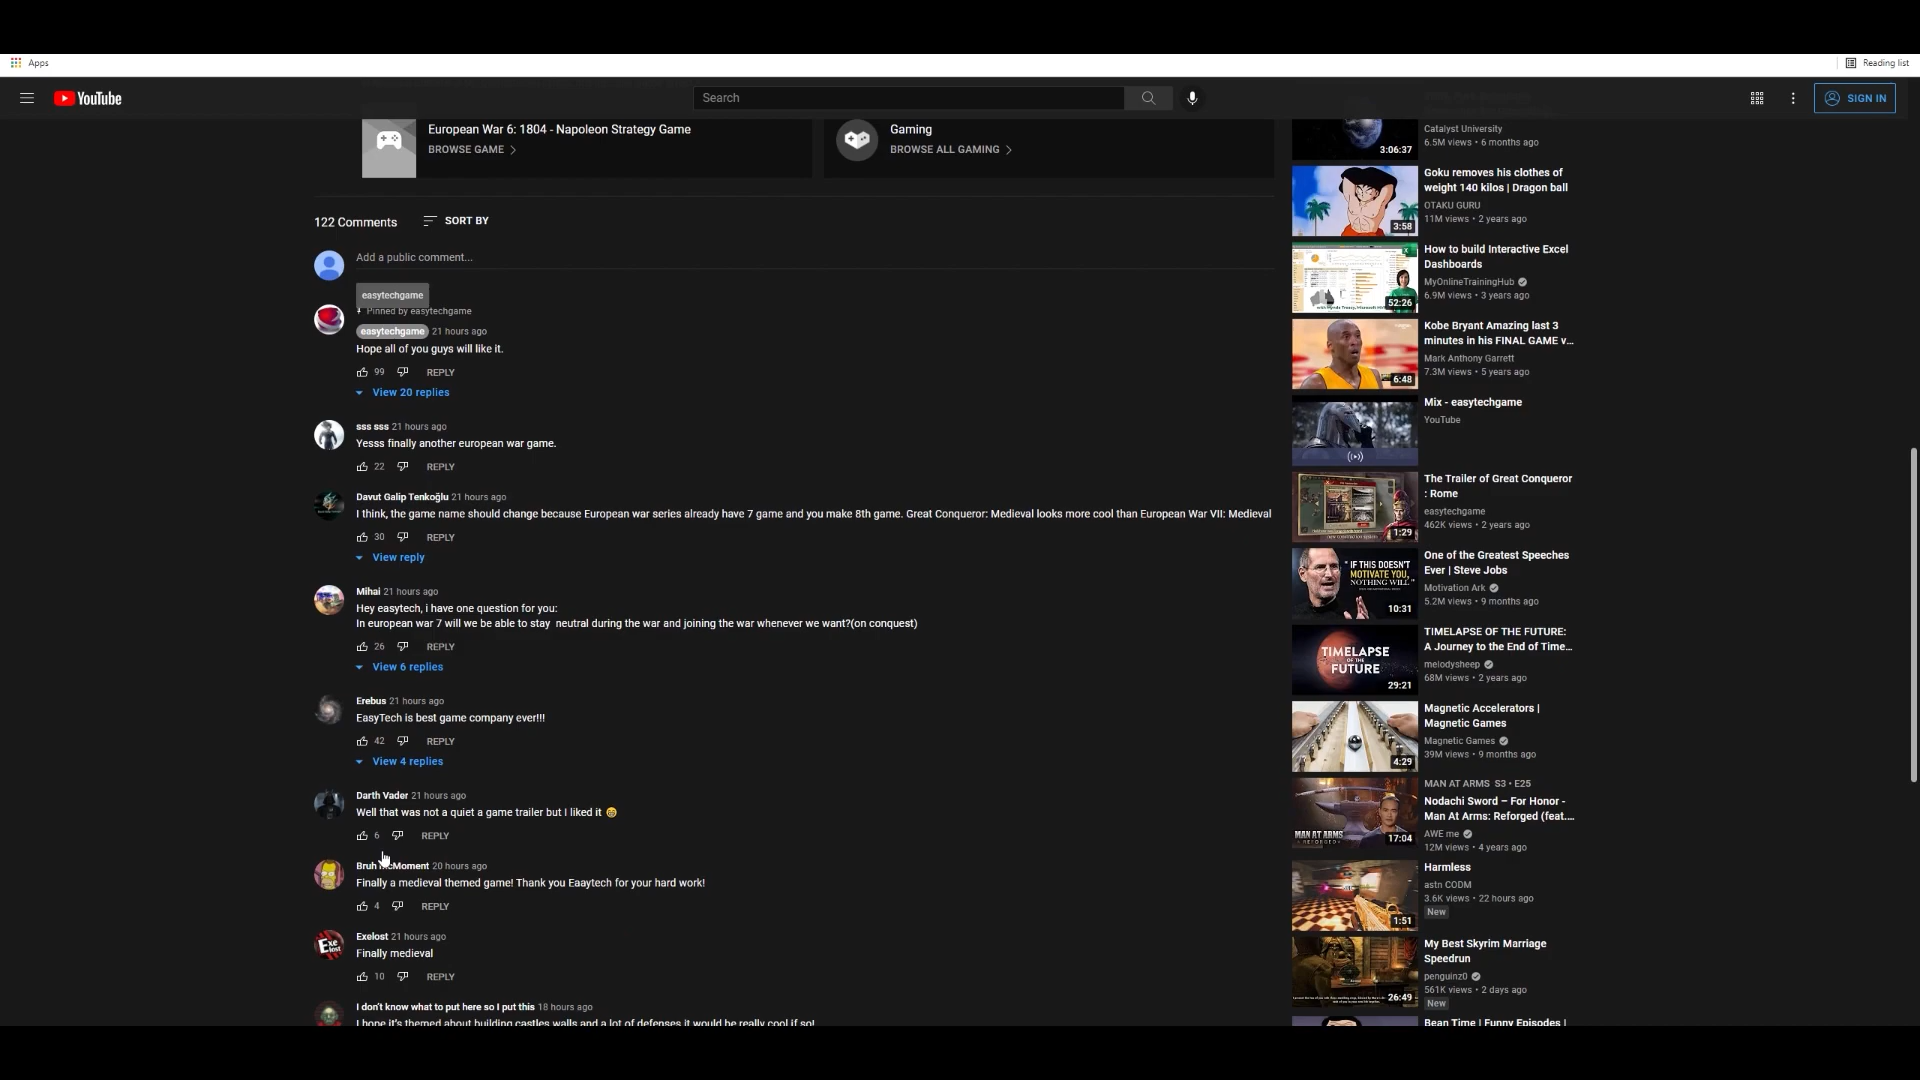 Apps
Reading list
YouTube
Search
SIGN IN
European War 6: 1804 - Napoleon Strategy Game
BROWSE GAME
Gaming
BROWSE ALL GAMING
122 Comments
SORT BY
Add a public comment...
easytechgame
Pinned by easytechgame
easytechgame 21 hours ago
Hope all of you guys will like it.
99 REPLY
View 20 replies
sss sss 21 hours ago
Yesss finally another european war game.
22 REPLY
Davut Galip Tenkoğlu 21 hours ago
I think, the game name should change because European war series already have 7 game and you make 8th game. Great Conqueror: Medieval looks more cool than European War VII: Medieval
30 REPLY
View reply
Mihai 21 hours ago
Hey easytech, i have one question for you:
In european war 7 will we be able to stay neutral during the war and joining the war whenever we want?(on conquest)
26 REPLY
View 6 replies
Erebus 21 hours ago
EasyTech is best game company ever!!!
42 REPLY
View 4 replies
Darth Vader 21 hours ago
Well that was not a quiet a game trailer but I liked it 😁
6 REPLY
Bruh McMoment 20 hours ago
Finally a medieval themed game! Thank you Eaaytech for your hard work!
4 REPLY
Exelost 21 hours ago
Finally medieval
10 REPLY
I don't know what to put here so I put this 18 hours ago
I hope it's themed about building castles walls and a lot of defenses it would be really cool if so!
Catalyst University
6.5M views • 6 months ago
3:06:37
Goku removes his clothes of
weight 140 kilos | Dragon ball
OTAKU GURU
11M views • 2 years ago
3:58
How to build Interactive Excel
Dashboards
MyOnlineTrainingHub
6.9M views • 3 years ago
52:26
Kobe Bryant Amazing last 3
minutes in his FINAL GAME v...
Mark Anthony Garrett
7.3M views • 5 years ago
6:48
Mix - easytechgame
YouTube
The Trailer of Great Conqueror
: Rome
easytechgame
462K views • 2 years ago
1:29
One of the Greatest Speeches
Ever | Steve Jobs
Motivation Ark
5.2M views • 9 months ago
"IF THIS DOESN'T
MOTIVATE YOU,
NOTHING WILL."
10:31
TIMELAPSE OF THE FUTURE:
A Journey to the End of Time...
melodysheep
68M views • 2 years ago
TIMELAPSE
OF THE
FUTURE
29:21
Magnetic Accelerators |
Magnetic Games
Magnetic Games
39M views • 9 months ago
4:29
MAN AT ARMS S3 • E25
Nodachi Sword – For Honor -
Man At Arms: Reforged (feat....
AWE me
12M views • 4 years ago
MAN AT ARMS
REFORGED
17:04
Harmless
astn CODM
3.6K views • 22 hours ago
New
1:51
My Best Skyrim Marriage
Speedrun
penguinz0
561K views • 2 days ago
New
26:49
Bean Time | Funny Episodes |